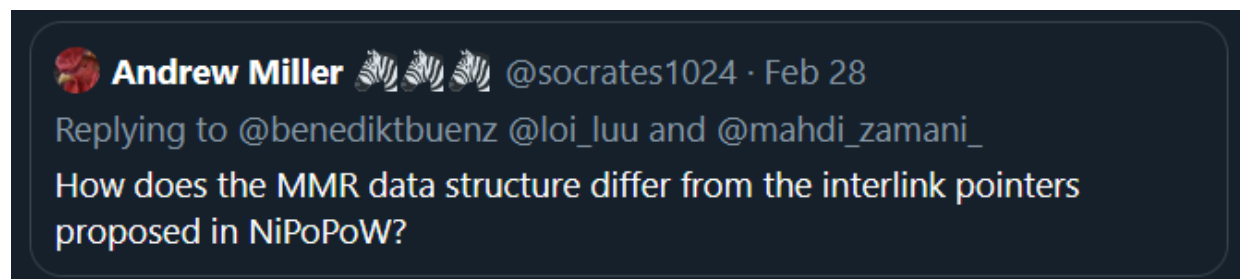 Andrew Miller 🦓🦓🦓 @socrates1024 · Feb 28
Replying to @benediktbuenz @loi_luu and @mahdi_zamani_
How does the MMR data structure differ from the interlink pointers
proposed in NiPoPoW?